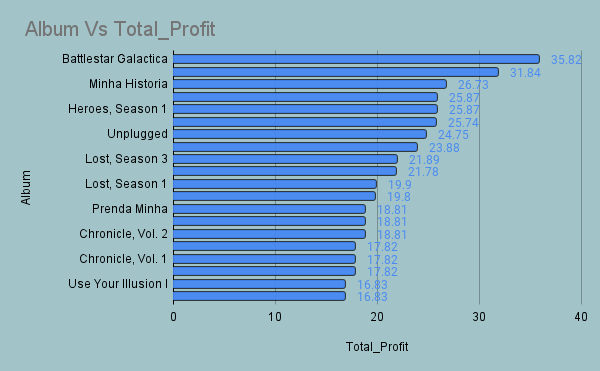 Album Vs Total_Profit
Battlestar Galactica 35.82
31.84
Minha Historia 26.73
25.87
Heroes, Season 1 25.87
25.74
Unplugged 24.75
23.88
Lost, Season 3 21.89
21.78
Lost, Season 1 19.9
19.8
Prenda Minha 18.81
18.81
Chronicle, Vol. 2 18.81
17.82
Chronicle, Vol. 1 17.82
17.82
Use Your Illusion I 16.83
16.83
0 10 20 30 40
Total_Profit
Album